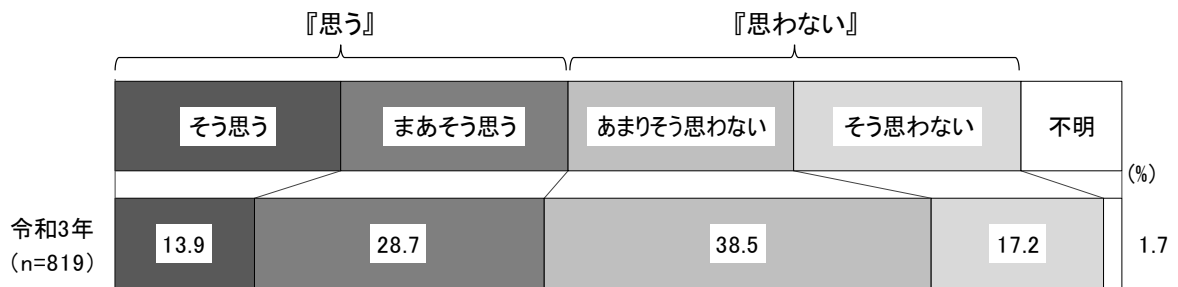 『思う』 『思わない』
そう思う まあそう思う あまりそう思わない そう思わない 不明
(%)
令和3年
(n=819)
13.9 28.7 38.5 17.2 1.7